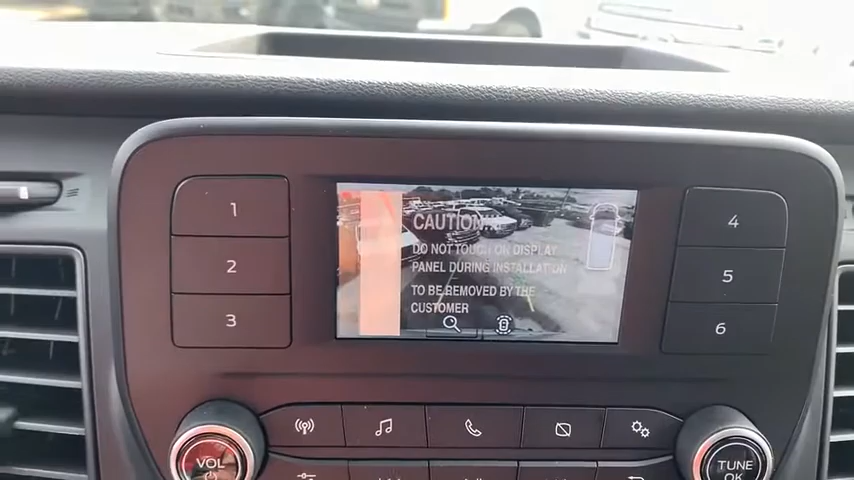 CAUTION
DO NOT TOUCH ON DISPLAY
PANEL DURING INSTALLATION
TO BE REMOVED BY THE
CUSTOMER
1
2
3
4
5
6
VOL
TUNE
OK